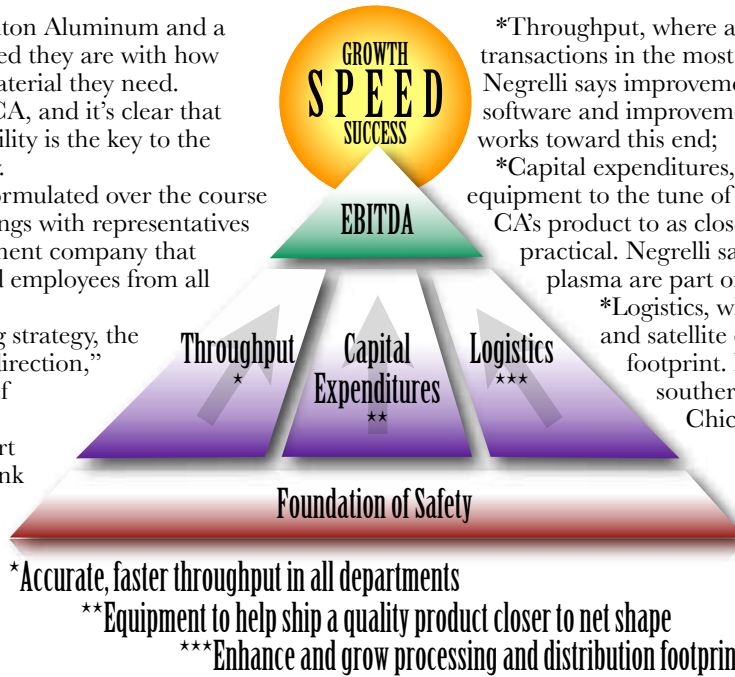 ton Aluminum and a
ed they are with how
aterial they need.
CA, and it’s clear that
ility is the key to the
ormulated over the course
ngs with representatives
ment company that
d employees from all
g strategy, the
direction,”
ef
rt
nk
GROWTH
SPEED
SUCCESS
EBITDA
Throughput
*
Capital
Expenditures
**
Logistics
***
Foundation of Safety
*Throughput, where a
transactions in the most
Negrelli says improveme
software and improveme
works toward this end;
*Capital expenditures,
equipment to the tune of
CA’s product to as close
practical. Negrelli sa
plasma are part o
*Logistics, w
and satellite
footprint.
souther
Chic
*Accurate, faster throughput in all departments
**Equipment to help ship a quality product closer to net shape
***Enhance and grow processing and distribution footprin